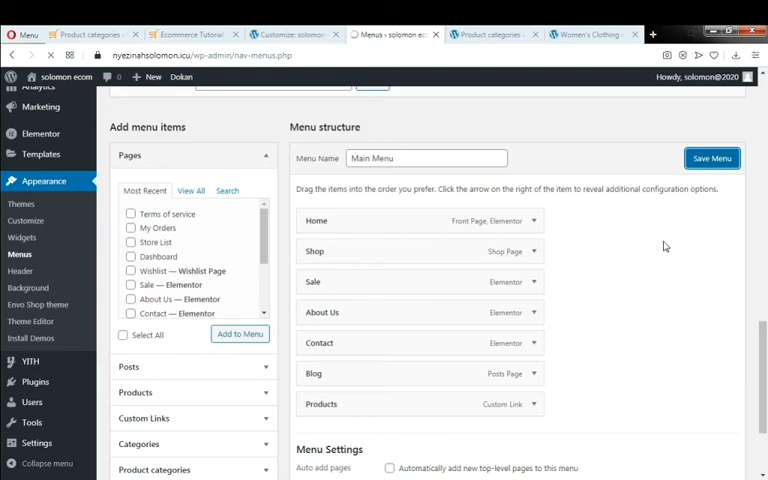 Menu
Product categories -
Ecommerce Tutorial
Customize: solomon
Menus ‹ solomon ec
Product categories -
Women's Clothing -
nyezinahsolomon.icu/wp-admin/nav-menus.php
solomon ecom 0 New Dokan Howdy, solomon@2020
Analytics
Marketing
Elementor
Templates
Appearance
Themes
Customize
Widgets
Menus
Header
Background
Envo Shop theme
Theme Editor
Install Demos
YITH
Plugins
Users
Tools
Settings
Collapse menu
Add menu items
Pages
Most Recent View All Search
Terms of service
My Orders
Store List
Dashboard
Wishlist — Wishlist Page
Sale — Elementor
About Us — Elementor
Contact — Elementor
Select All Add to Menu
Posts
Products
Custom Links
Categories
Product categories
Menu structure
Menu Name Main Menu Save Menu
Drag the items into the order you prefer. Click the arrow on the right of the item to reveal additional configuration options.
Home Front Page, Elementor
Shop Shop Page
Sale Elementor
About Us Elementor
Contact Elementor
Blog Posts Page
Products Custom Link
Menu Settings
Auto add pages Automatically add new top-level pages to this menu